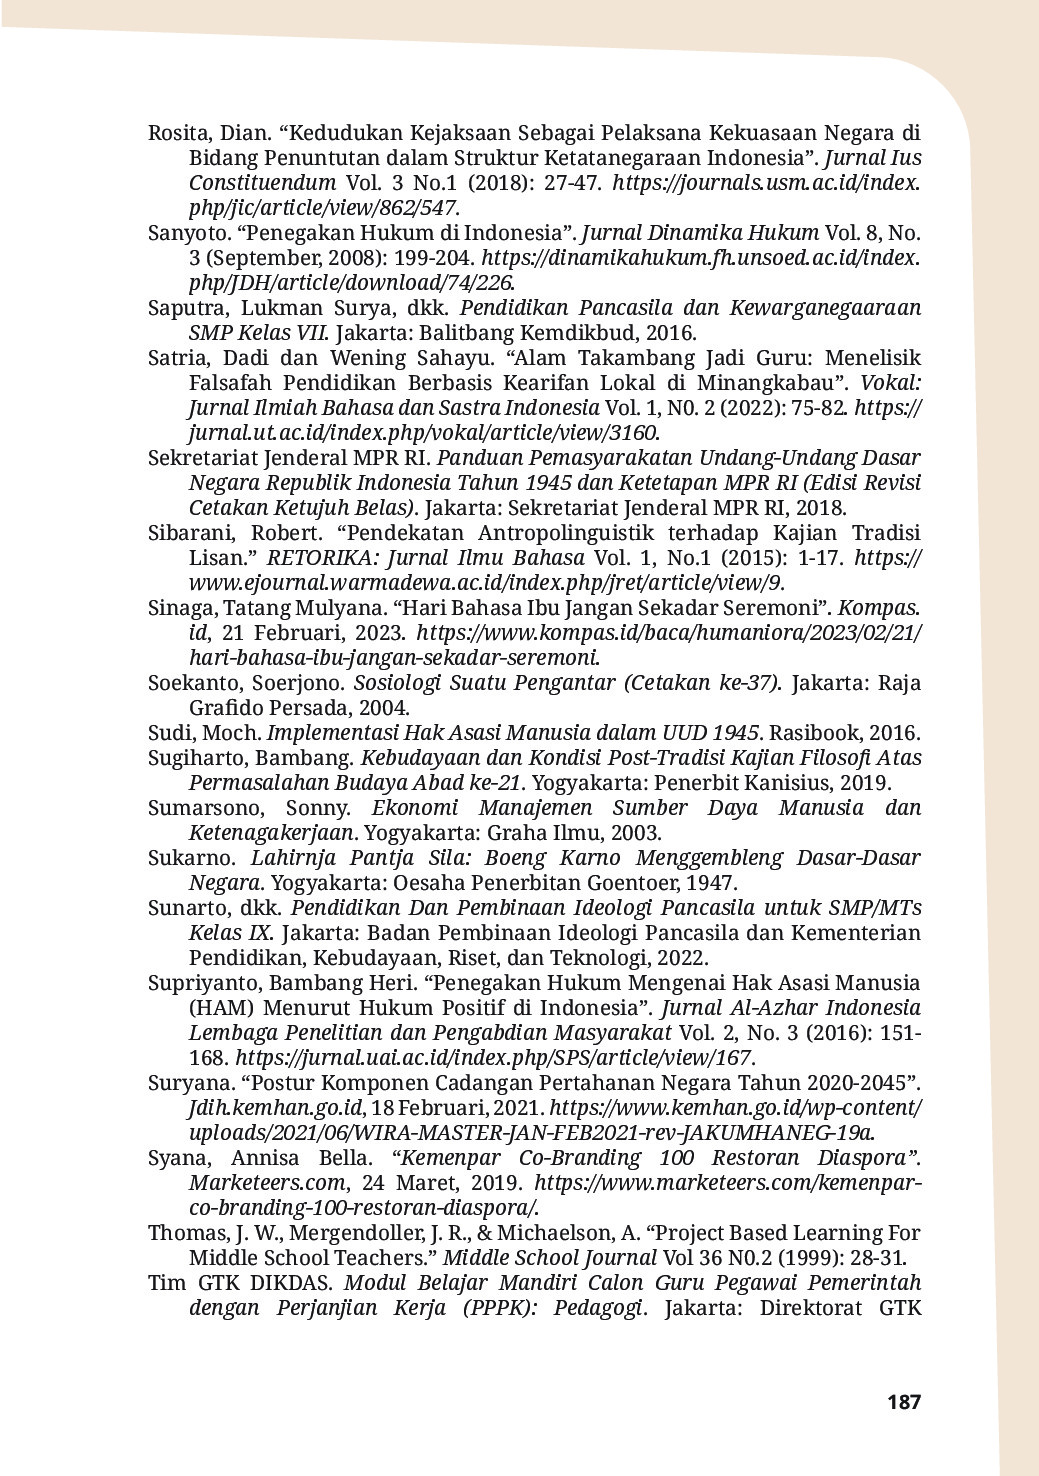 Rosita, Dian. “Kedudukan Kejaksaan Sebagai Pelaksana Kekuasaan Negara di
Bidang Penuntutan dalam Struktur Ketatanegaraan Indonesia”. Jurnal Ius
Constituendum Vol. 3 No.1 (2018): 27-47. https://journals.usm.ac.id/index.
php/jic/article/view/862/547.
Sanyoto. “Penegakan Hukum di Indonesia”. Jurnal Dinamika Hukum Vol. 8, No.
3 (September, 2008): 199-204. https://dinamikahukum.fh.unsoed.ac.id/index.
php/JDH/article/download/74/226.
Saputra, Lukman Surya, dkk. Pendidikan Pancasila dan Kewarganegaaraan
SMP Kelas VII. Jakarta: Balitbang Kemdikbud, 2016.
Satria, Dadi dan Wening Sahayu. “Alam Takambang Jadi Guru: Menelisik
Falsafah Pendidikan Berbasis Kearifan Lokal di Minangkabau”. Vokal:
Jurnal Ilmiah Bahasa dan Sastra Indonesia Vol. 1, N0. 2 (2022): 75-82. https://
jurnal.ut.ac.id/index.php/vokal/article/view/3160.
Sekretariat Jenderal MPR RI. Panduan Pemasyarakatan Undang-Undang Dasar
Negara Republik Indonesia Tahun 1945 dan Ketetapan MPR RI (Edisi Revisi
Cetakan Ketujuh Belas). Jakarta: Sekretariat Jenderal MPR RI, 2018.
Sibarani, Robert. “Pendekatan Antropolinguistik terhadap Kajian Tradisi
Lisan.” RETORIKA: Jurnal Ilmu Bahasa Vol. 1, No.1 (2015): 1-17. https://
www.ejournal.warmadewa.ac.id/index.php/jret/article/view/9.
Sinaga, Tatang Mulyana. “Hari Bahasa Ibu Jangan Sekadar Seremoni”. Kompas.
id, 21 Februari, 2023. https://www.kompas.id/baca/humaniora/2023/02/21/
hari-bahasa-ibu-jangan-sekadar-seremoni.
Soekanto, Soerjono. Sosiologi Suatu Pengantar (Cetakan ke-37). Jakarta: Raja
Grafido Persada, 2004.
Sudi, Moch. Implementasi Hak Asasi Manusia dalam UUD 1945. Rasibook, 2016.
Sugiharto, Bambang. Kebudayaan dan Kondisi Post-Tradisi Kajian Filosofi Atas
Permasalahan Budaya Abad ke-21. Yogyakarta: Penerbit Kanisius, 2019.
Sumarsono, Sonny. Ekonomi Manajemen Sumber Daya Manusia dan
Ketenagakerjaan. Yogyakarta: Graha Ilmu, 2003.
Sukarno. Lahirnja Pantja Sila: Boeng Karno Menggembleng Dasar-Dasar
Negara. Yogyakarta: Oesaha Penerbitan Goentoer, 1947.
Sunarto, dkk. Pendidikan Dan Pembinaan Ideologi Pancasila untuk SMP/MTs
Kelas IX. Jakarta: Badan Pembinaan Ideologi Pancasila dan Kementerian
Pendidikan, Kebudayaan, Riset, dan Teknologi, 2022.
Supriyanto, Bambang Heri. “Penegakan Hukum Mengenai Hak Asasi Manusia
(HAM) Menurut Hukum Positif di Indonesia”. Jurnal Al-Azhar Indonesia
Lembaga Penelitian dan Pengabdian Masyarakat Vol. 2, No. 3 (2016): 151-
168. https://jurnal.uai.ac.id/index.php/SPS/article/view/167.
Suryana. “Postur Komponen Cadangan Pertahanan Negara Tahun 2020-2045”.
Jdih.kemhan.go.id, 18 Februari, 2021. https://www.kemhan.go.id/wp-content/
uploads/2021/06/WIRA-MASTER-JAN-FEB2021-rev-JAKUMHANEG-19a.
Syana, Annisa Bella. “Kemenpar Co-Branding 100 Restoran Diaspora”.
Marketeers.com, 24 Maret, 2019. https://www.marketeers.com/kemenpar-
co-branding-100-restoran-diaspora/.
Thomas, J. W., Mergendoller, J. R., & Michaelson, A. “Project Based Learning For
Middle School Teachers.” Middle School Journal Vol 36 N0.2 (1999): 28-31.
Tim GTK DIKDAS. Modul Belajar Mandiri Calon Guru Pegawai Pemerintah
dengan Perjanjian Kerja (PPPK): Pedagogi. Jakarta: Direktorat GTK
187